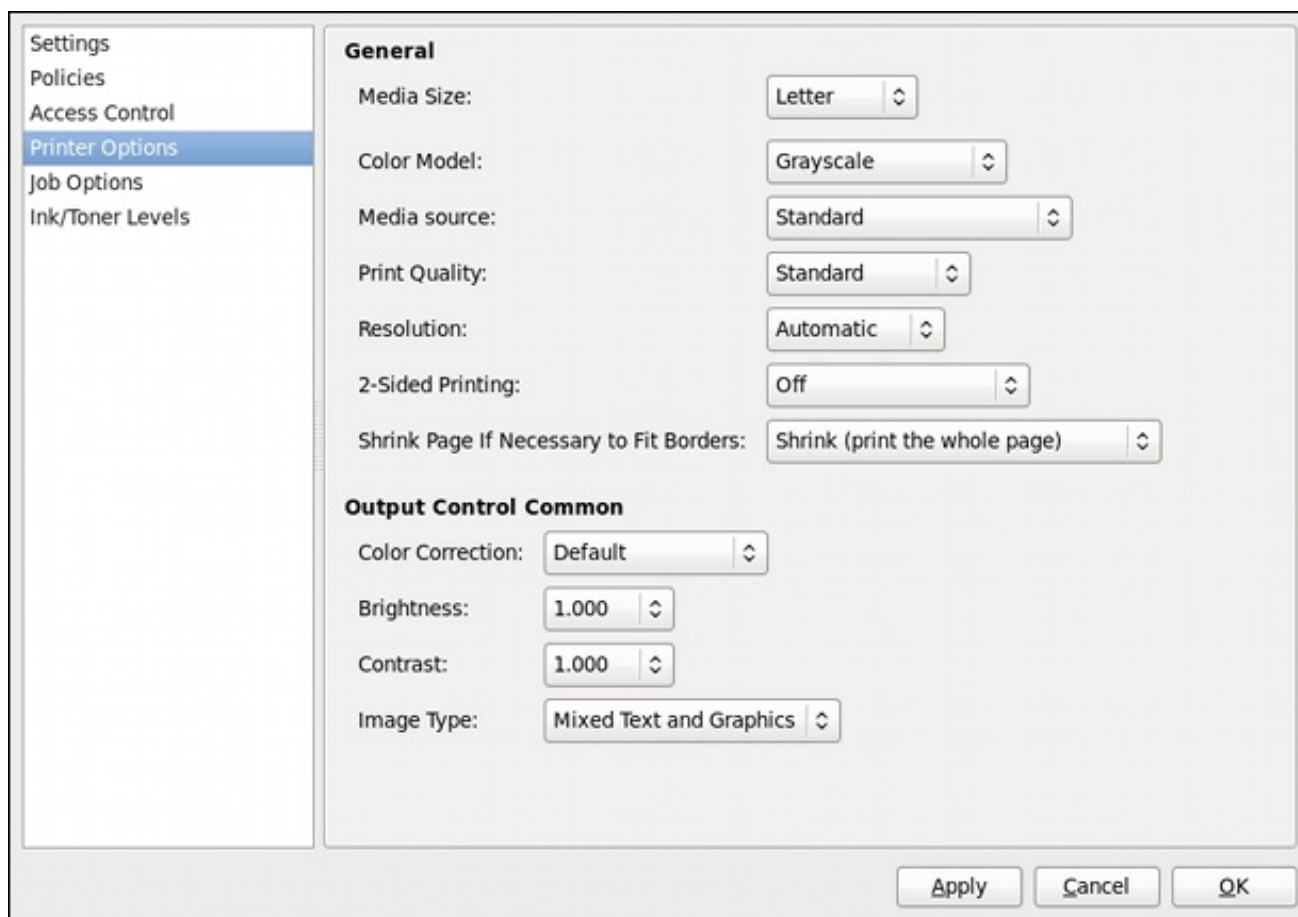 Settings
Policies
Access Control
Printer Options
Job Options
Ink/Toner Levels
General
Media Size: Letter
Color Model: Grayscale
Media source: Standard
Print Quality: Standard
Resolution: Automatic
2-Sided Printing: Off
Shrink Page If Necessary to Fit Borders: Shrink (print the whole page)
Output Control Common
Color Correction: Default
Brightness: 1.000
Contrast: 1.000
Image Type: Mixed Text and Graphics
Apply Cancel OK